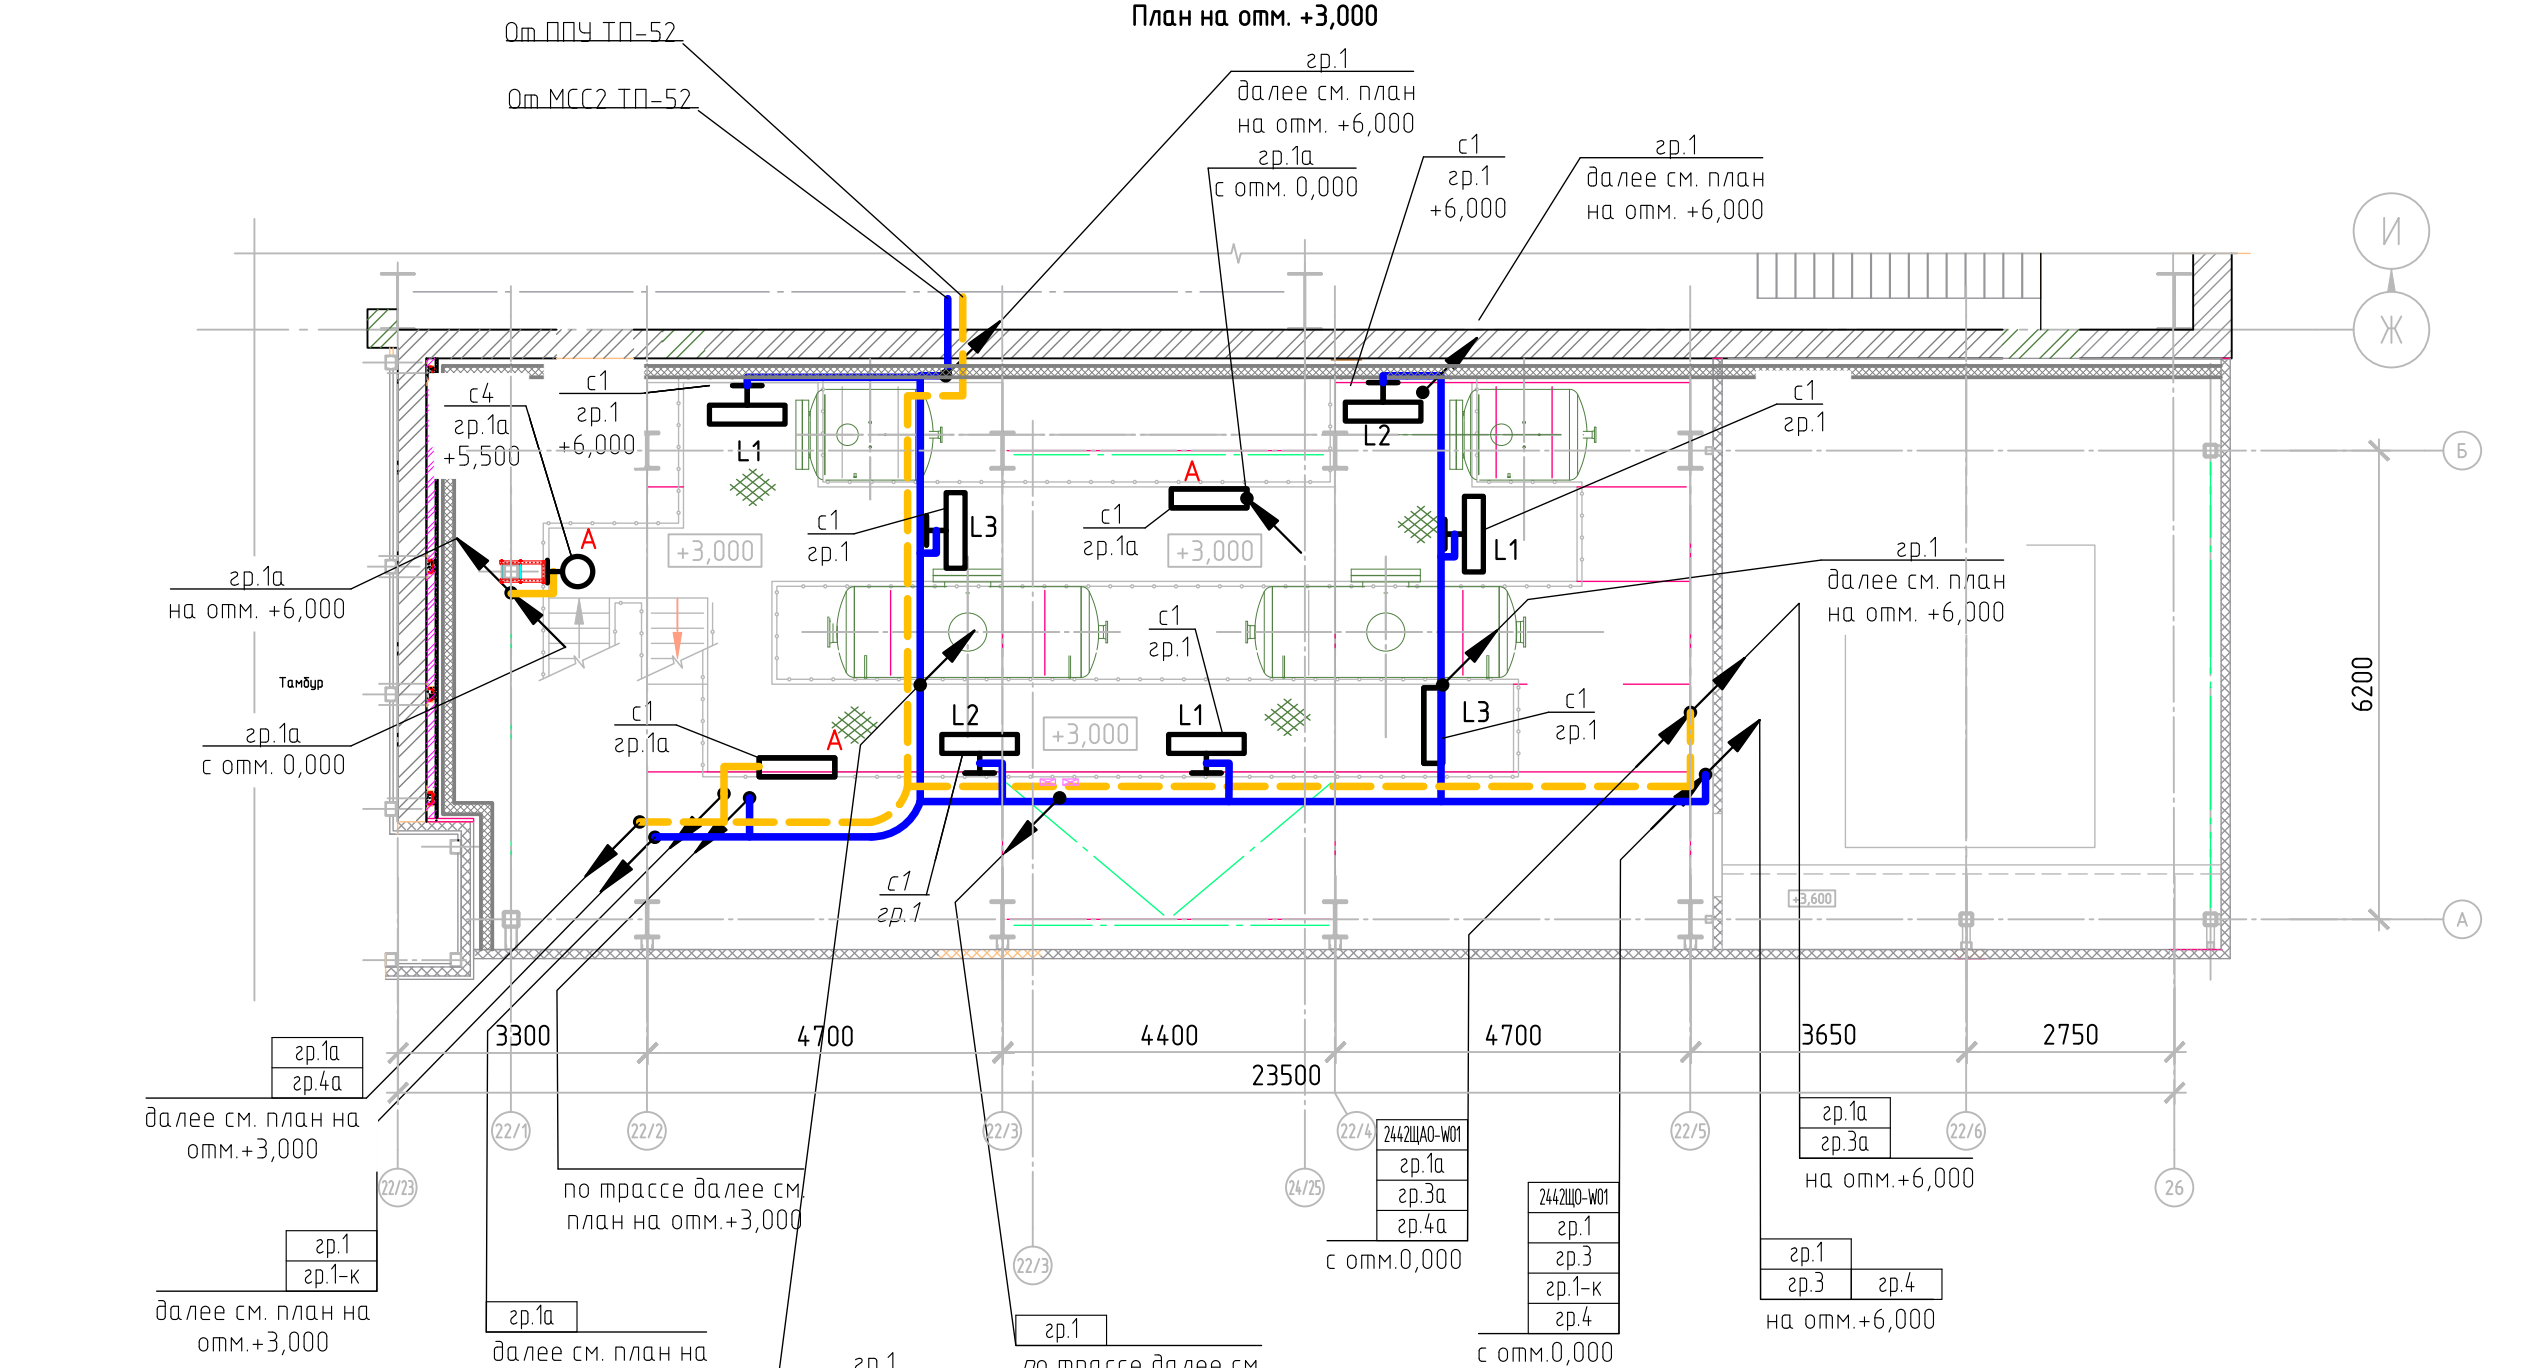 План на отм. +3,000
От ППУ ТП-52
От МСС2 ТП-52
гр.1
далее см. план
на отм. +6,000
гр.1а
с отм. 0,000
с1
гр.1
+6,000
гр.1
далее см. план
на отм. +6,000
И
Ж
с4
гр.1а
+5,500
с1
гр.1
+6,000
L1
L2
с1
гр.1
Б
А
с1
гр.1
L3
с1
гр.1а
+3,000
+3,000
L1
А
гр.1
далее см. план
на отм. +6,000
гр.1а
на отм. +6,000
Тамбур
гр.1а
с отм. 0,000
с1
гр.1
6200
с1
гр.1а
А
L2
+3,000
L1
L3
с1
гр.1
с1
гр.1
+3,600
А
3300
4700
4400
4700
3650
2750
23500
гр.1а
гр.4а
далее см. план на
отм.+3,000
22/1
22/2
22/3
22/4
22/5
22/6
22/23
24/25
26
22/3
2442ЩАО-W01
гр.1а
гр.3а
гр.4а
с отм.0,000
гр.1а
гр.3а
на отм.+6,000
по трассе далее см.
план на отм.+3,000
2442ЩО-W01
гр.1
гр.3
гр.1-к
гр.4
с отм.0,000
гр.1
гр.3
гр.4
на отм.+6,000
гр.1
гр.1-к
далее см. план на
отм.+3,000
гр.1а
далее см. план на
гр.1
гр.1
по трассе далее см